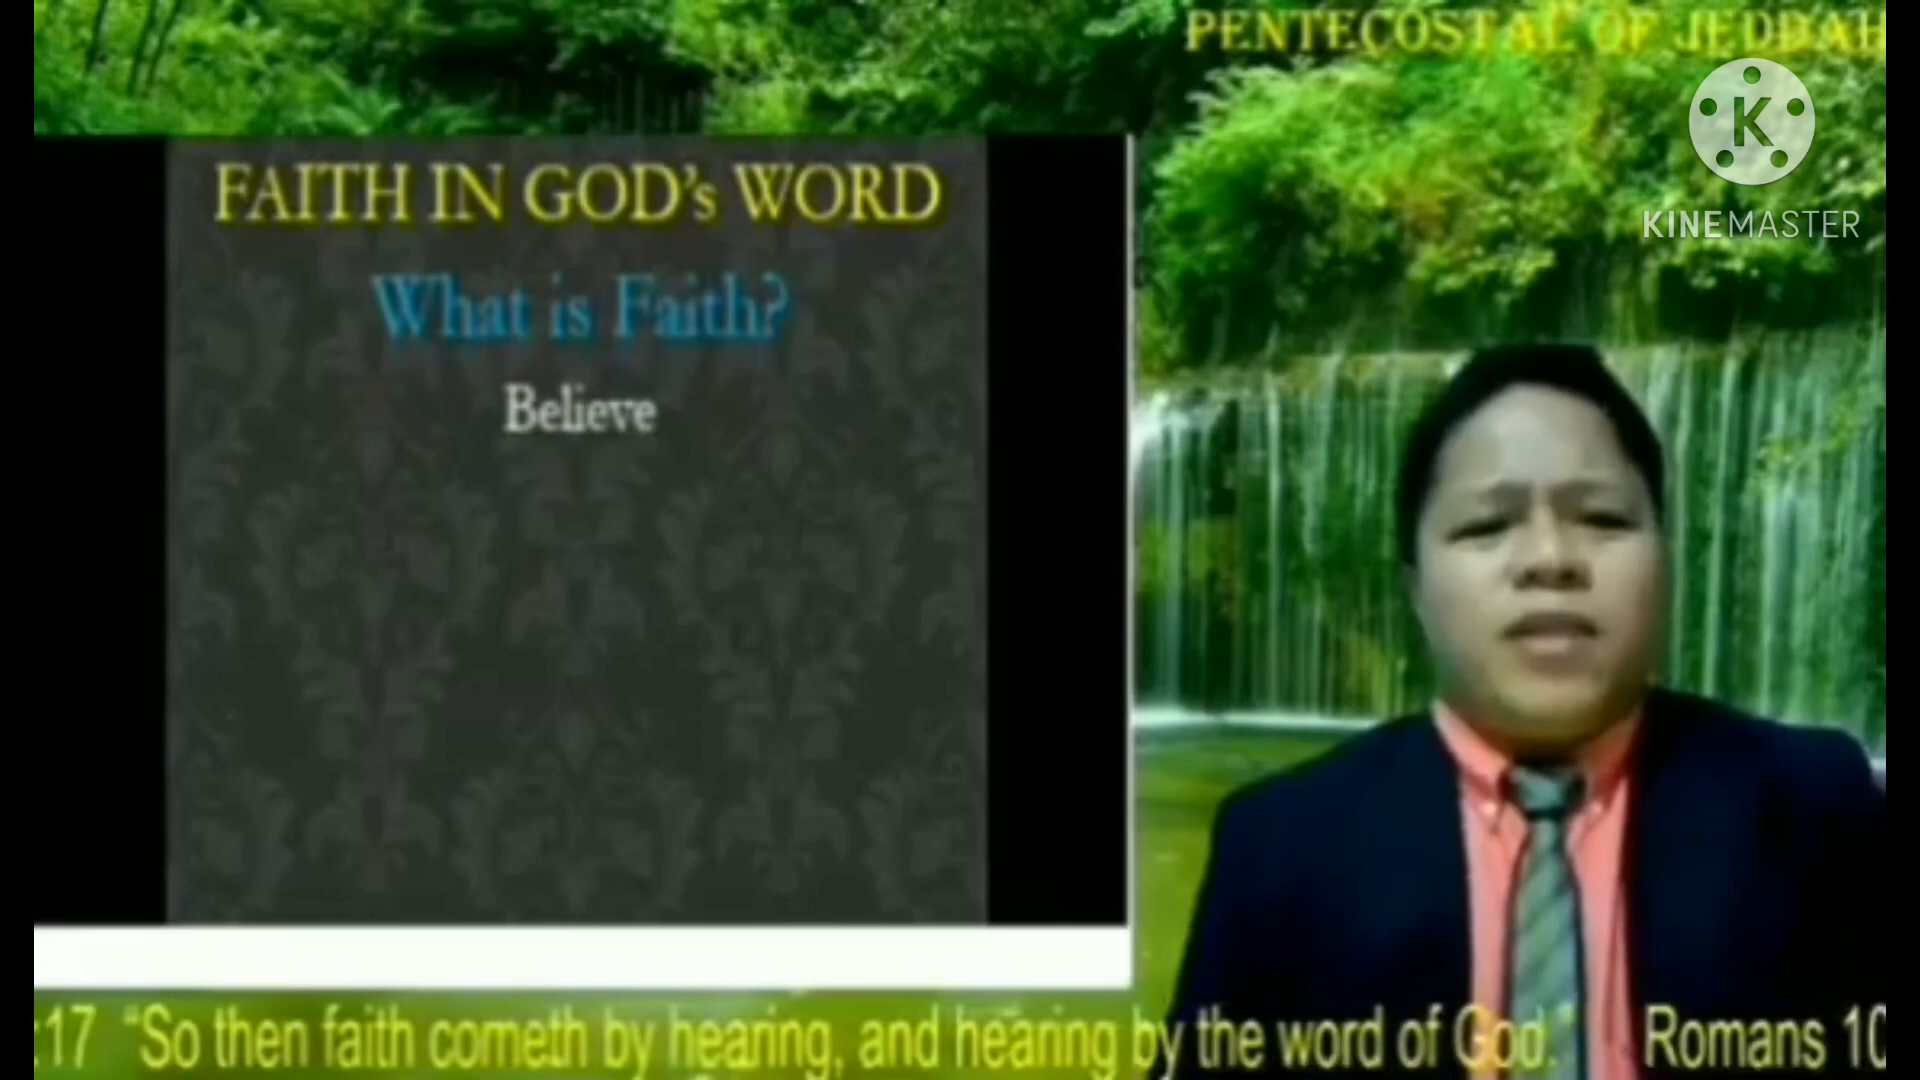 PENTECOSTAL OF JEDDAH
K
KINEMASTER
FAITH IN GOD's WORD
What is Faith?
Believe
:17 “So then faith cometh by hearing, and hearing by the word of God.” Romans 10